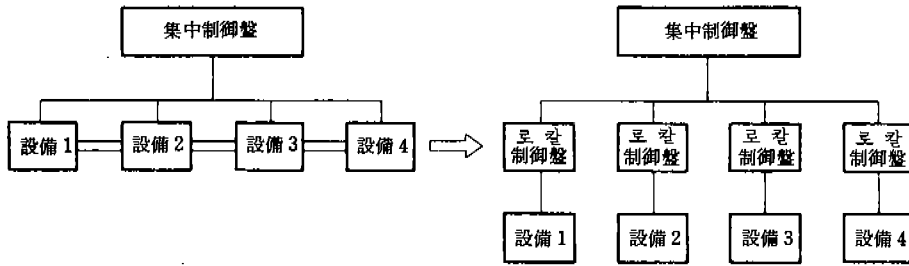 集中制御盤
設備1
設備2
設備3
設備4
集中制御盤
로 칼
制御盤
로 칼
制御盤
로 칼
制御盤
로 칼
制御盤
設備1
設備2
設備3
設備4